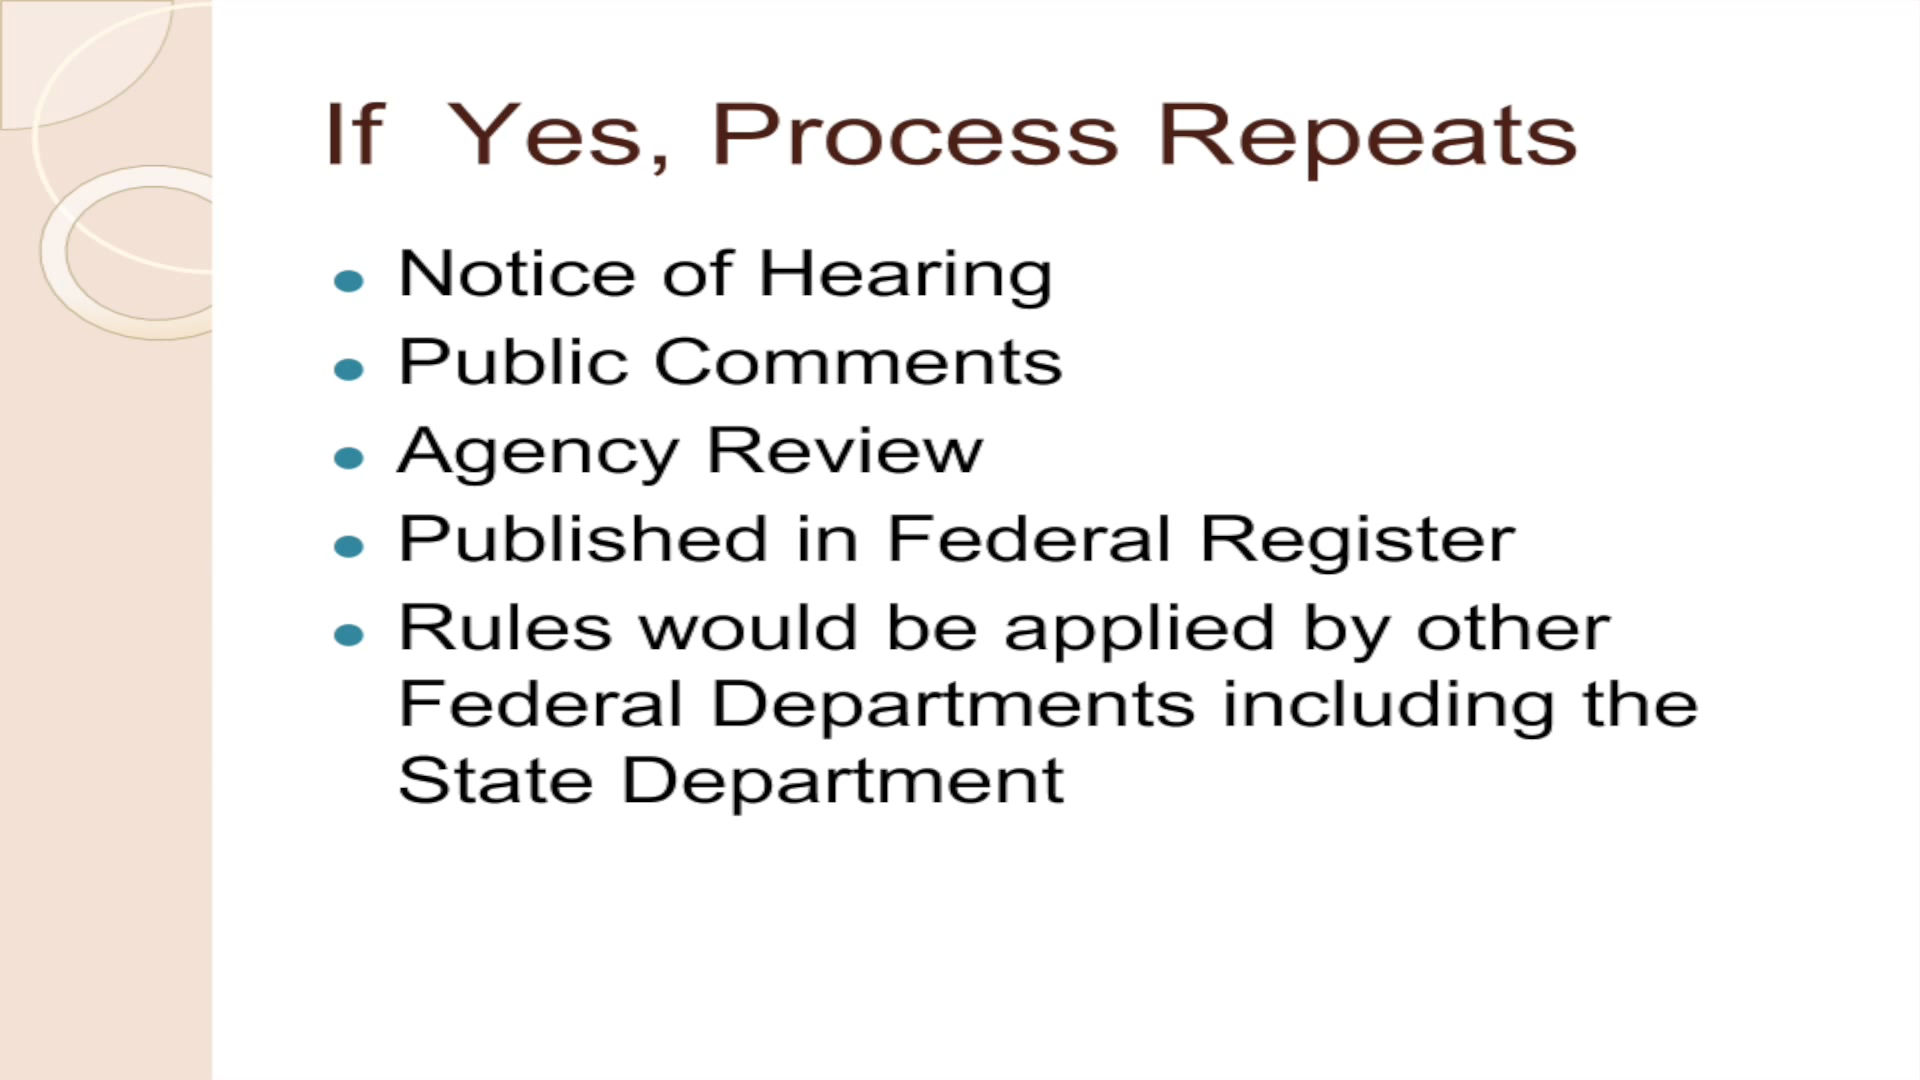 If Yes, Process Repeats
Notice of Hearing
Public Comments
Agency Review
Published in Federal Register
Rules would be applied by other
Federal Departments including the
State Department